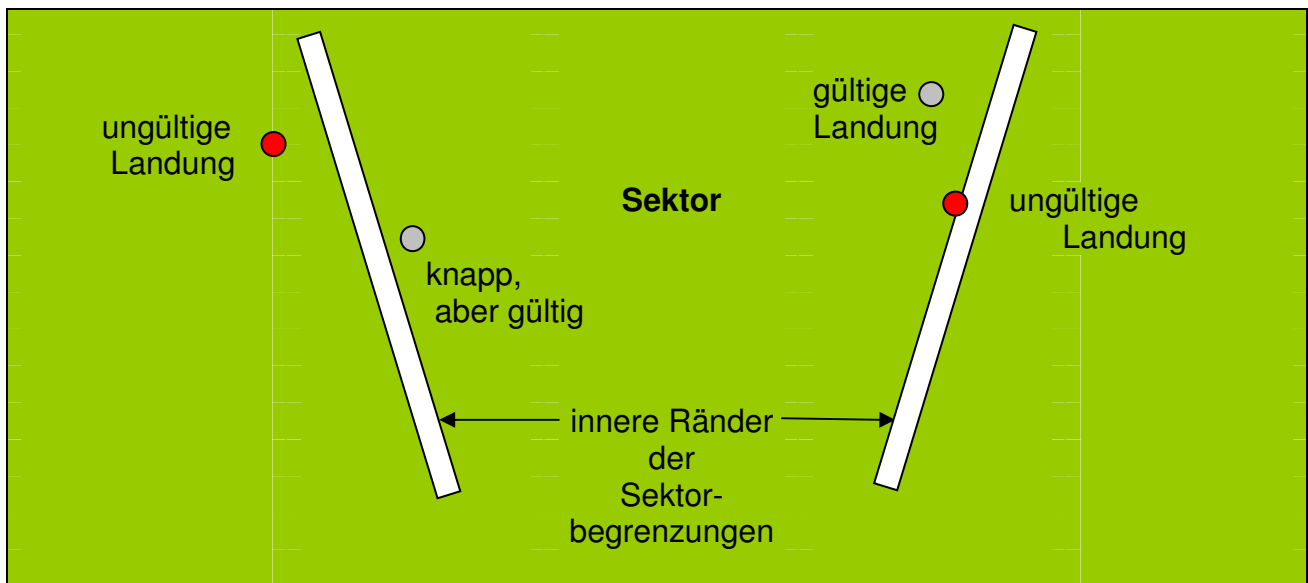 ungültige
Landung
gültige
Landung
Sektor
ungültige
Landung
knapp,
aber gültig
innere Ränder
der
Sektor-
begrenzungen